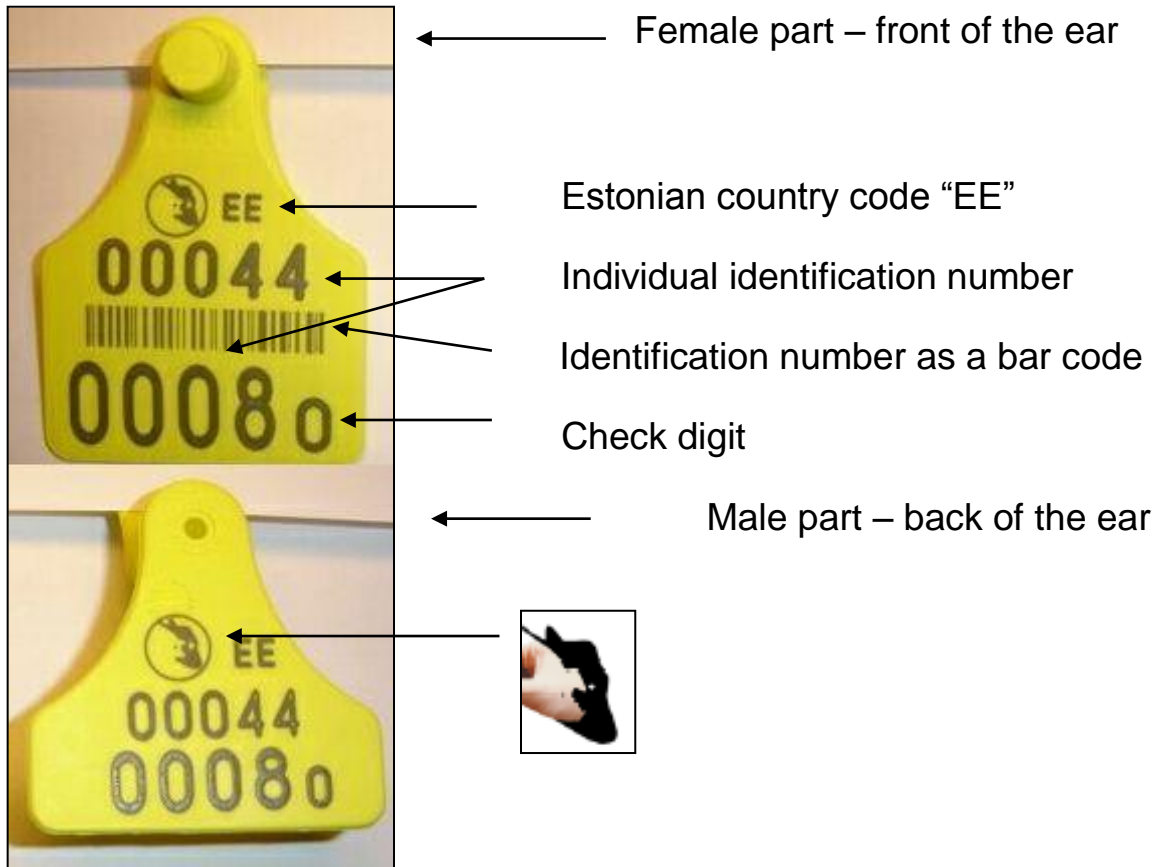 Female part – front of the ear
EE
Estonian country code “EE”
00044
Individual identification number
Identification number as a bar code
0008 0
Check digit
Male part – back of the ear
EE
00044
0008 0